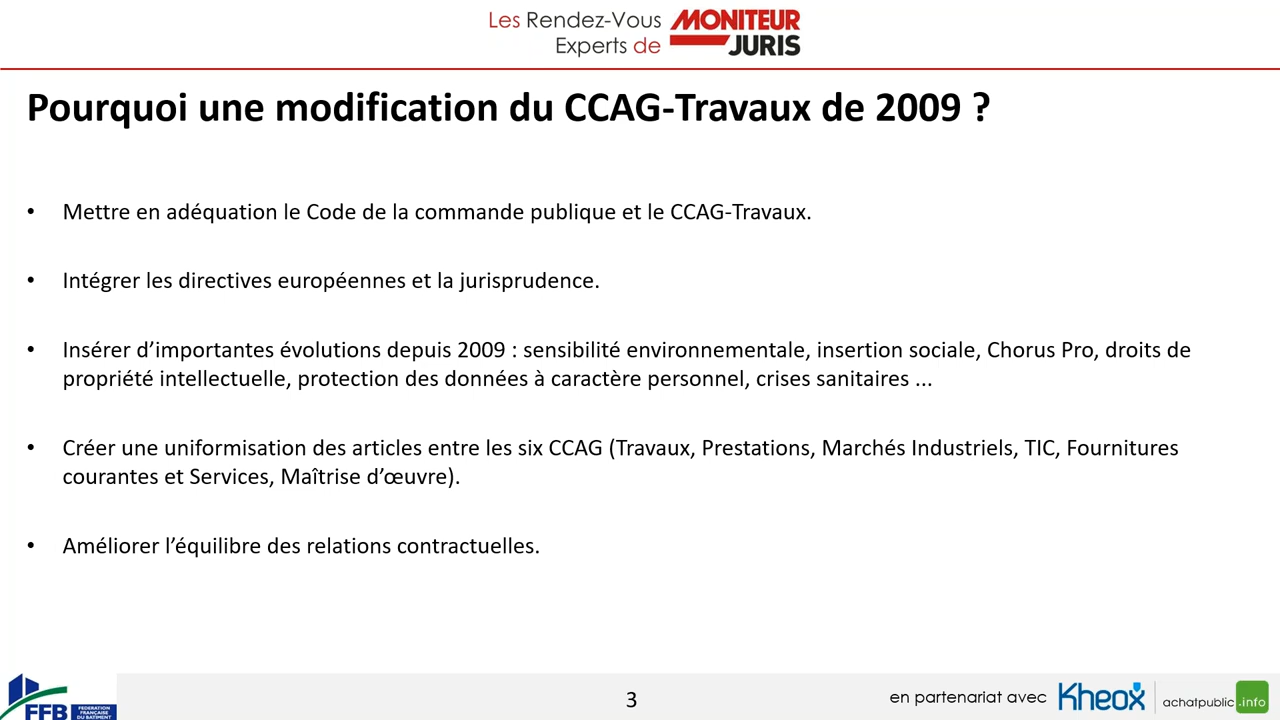 Les Rendez-Vous
Experts de
MONITEUR
JURIS
Pourquoi une modification du CCAG-Travaux de 2009 ?
• Mettre en adéquation le Code de la commande publique et le CCAG-Travaux.
• Intégrer les directives européennes et la jurisprudence.
• Insérer d’importantes évolutions depuis 2009 : sensibilité environnementale, insertion sociale, Chorus Pro, droits de
propriété intellectuelle, protection des données à caractère personnel, crises sanitaires ...
• Créer une uniformisation des articles entre les six CCAG (Travaux, Prestations, Marchés Industriels, TIC, Fournitures
courantes et Services, Maîtrise d’œuvre).
• Améliorer l’équilibre des relations contractuelles.
FFB
FEDERATION
FRANÇAISE
DU BÂTIMENT
3
en partenariat avec
Kheox
achatpublic.info